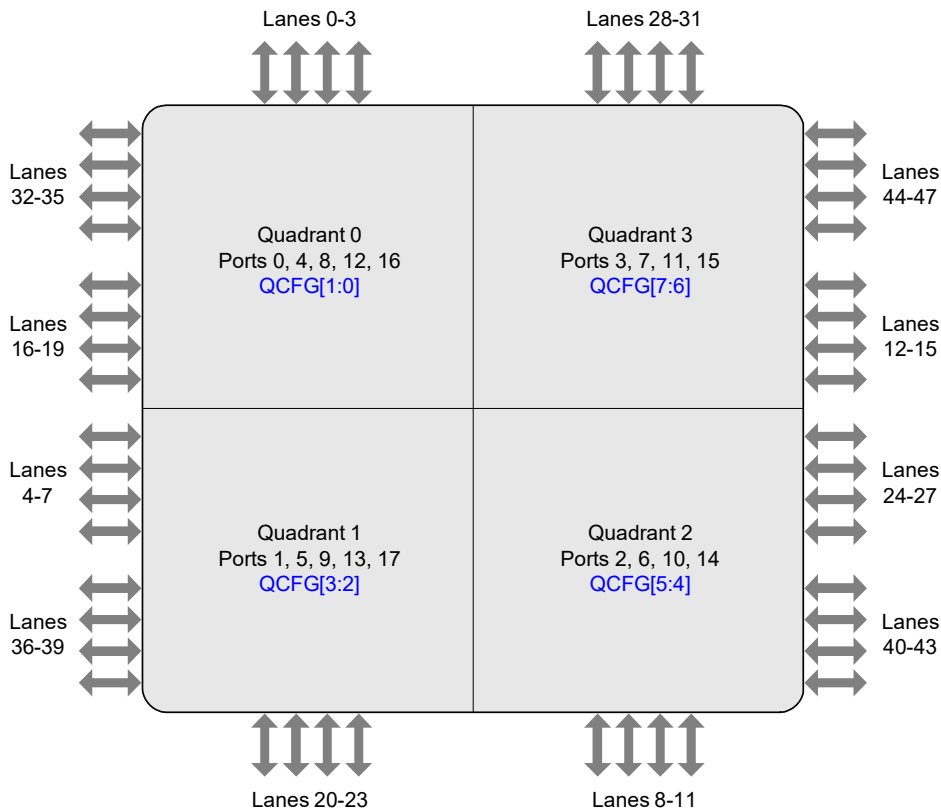 Lanes 0-3
Lanes 28-31
Lanes
32-35
Lanes
44-47
Quadrant 0
Ports 0, 4, 8, 12, 16
QCFG[1:0]
Quadrant 3
Ports 3, 7, 11, 15
QCFG[7:6]
Lanes
16-19
Lanes
12-15
Lanes
4-7
Lanes
24-27
Quadrant 1
Ports 1, 5, 9, 13, 17
QCFG[3:2]
Quadrant 2
Ports 2, 6, 10, 14
QCFG[5:4]
Lanes
36-39
Lanes
40-43
Lanes 20-23
Lanes 8-11